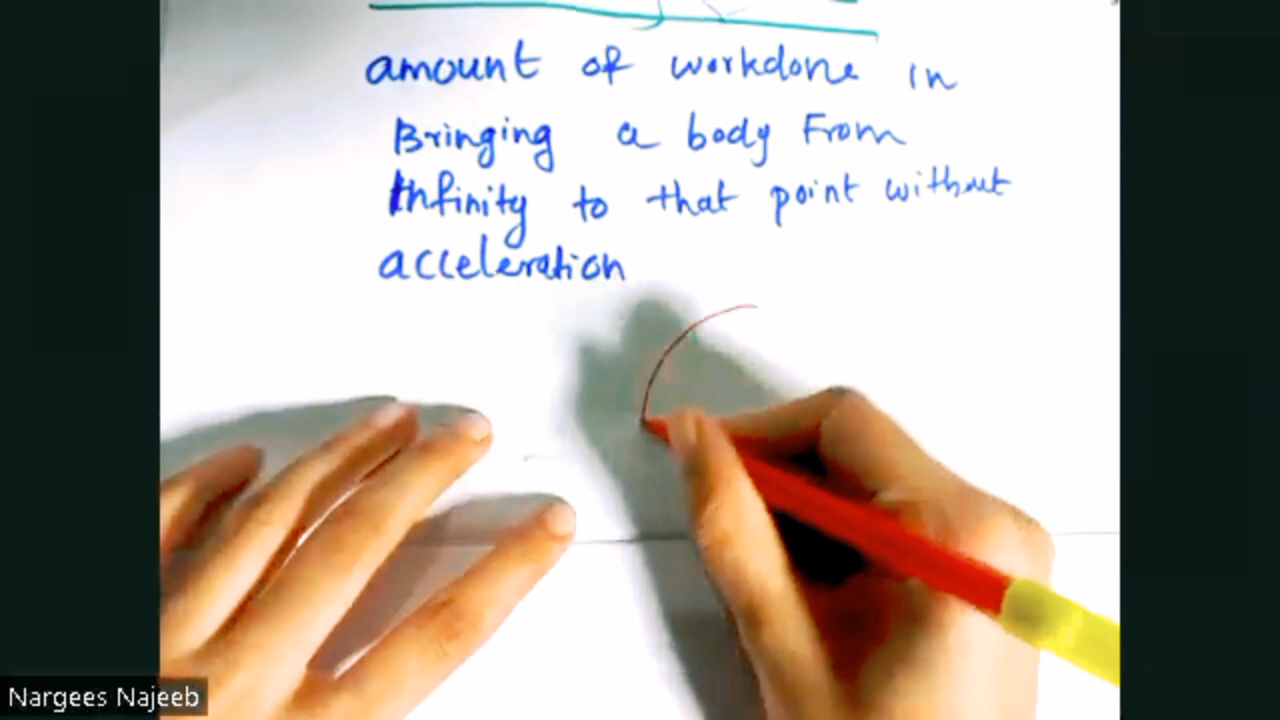 amount of workdone in
Bringing a body From
Infinity to that point without
acceleration
Nargees Najeeb